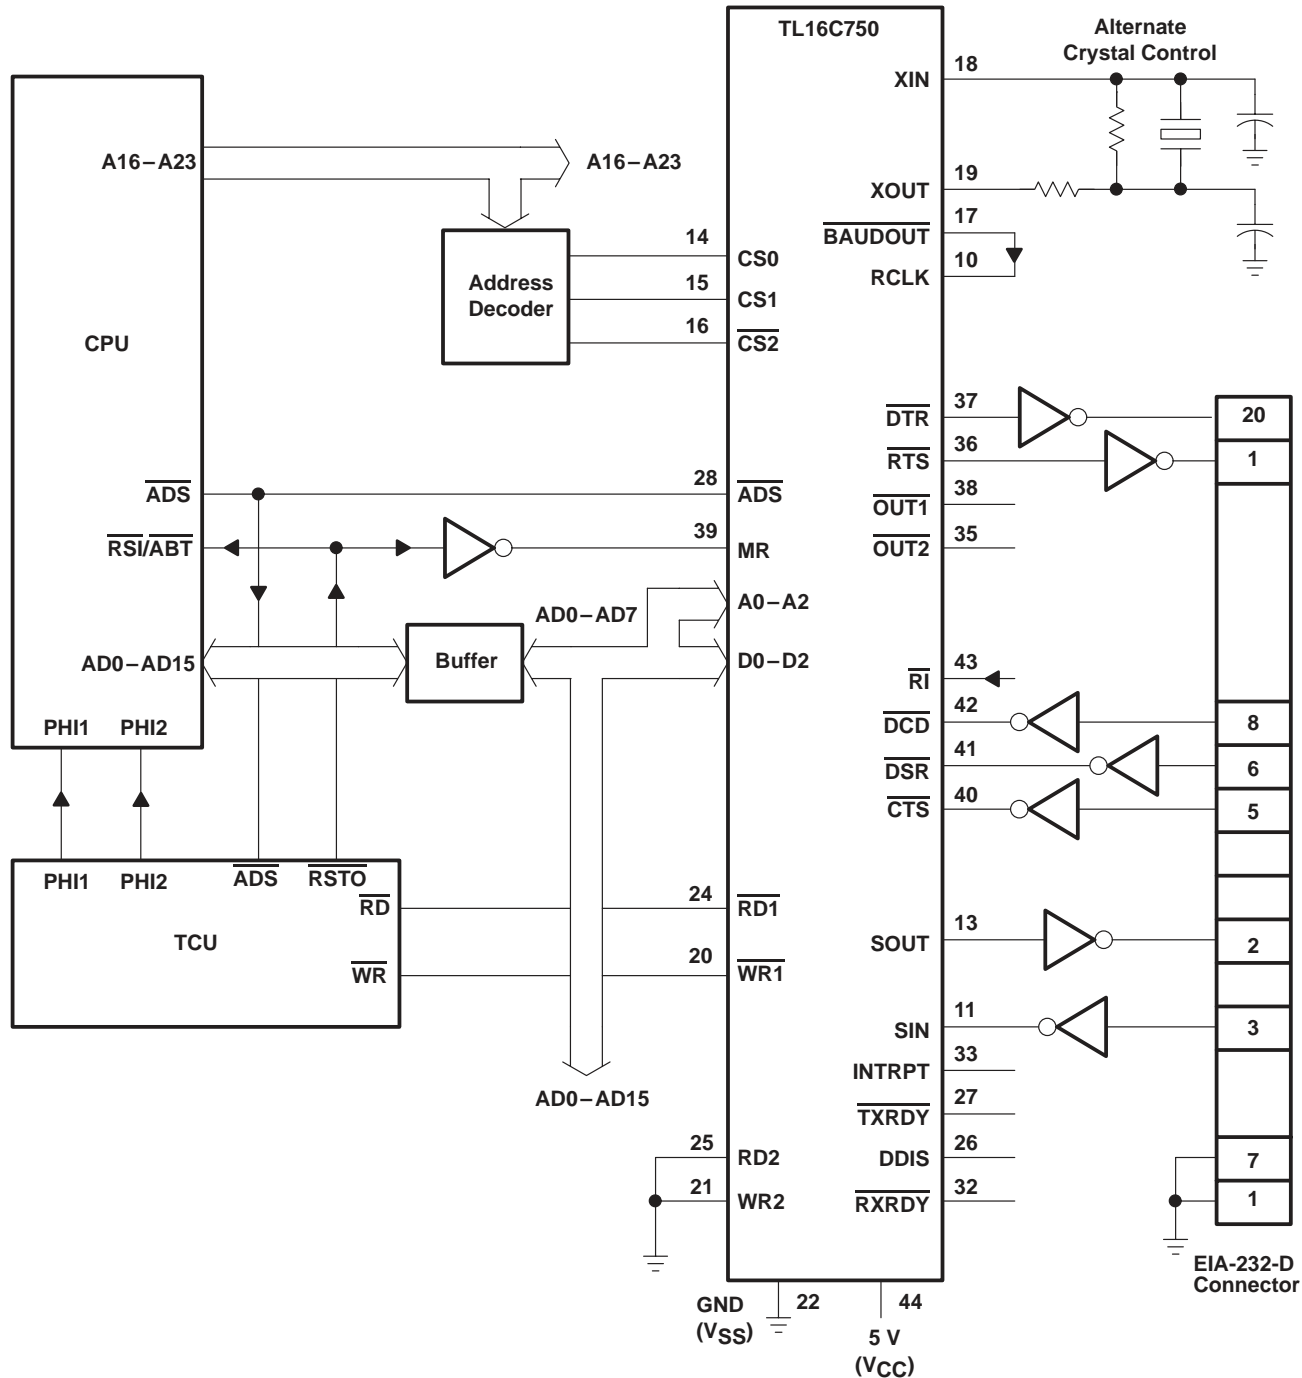 TL16C750
Alternate
Crystal Control
XIN
18
A16–A23
A16–A23
XOUT
19
BAUDOUT
17
RCLK
10
14
CS0
15
CS1
16
CS2
Address
Decoder
CPU
DTR
37
20
RTS
36
1
OUT1
38
OUT2
35
ADS
28
ADS
RSI/ABT
39
MR
AD0–AD7
A0–A2
AD0–AD15
Buffer
D0–D2
RI
43
DCD
42
8
DSR
41
6
CTS
40
5
PHI1
PHI2
PHI1
PHI2
ADS
RSTO
RD
24
RD1
TCU
WR
20
WR1
SOUT
13
2
SIN
11
3
INTRPT
33
AD0–AD15
TXRDY
27
25
RD2
DDIS
26
7
21
WR2
RXRDY
32
1
EIA-232-D
Connector
GND
(VSS)
22
44
5 V
(VCC)